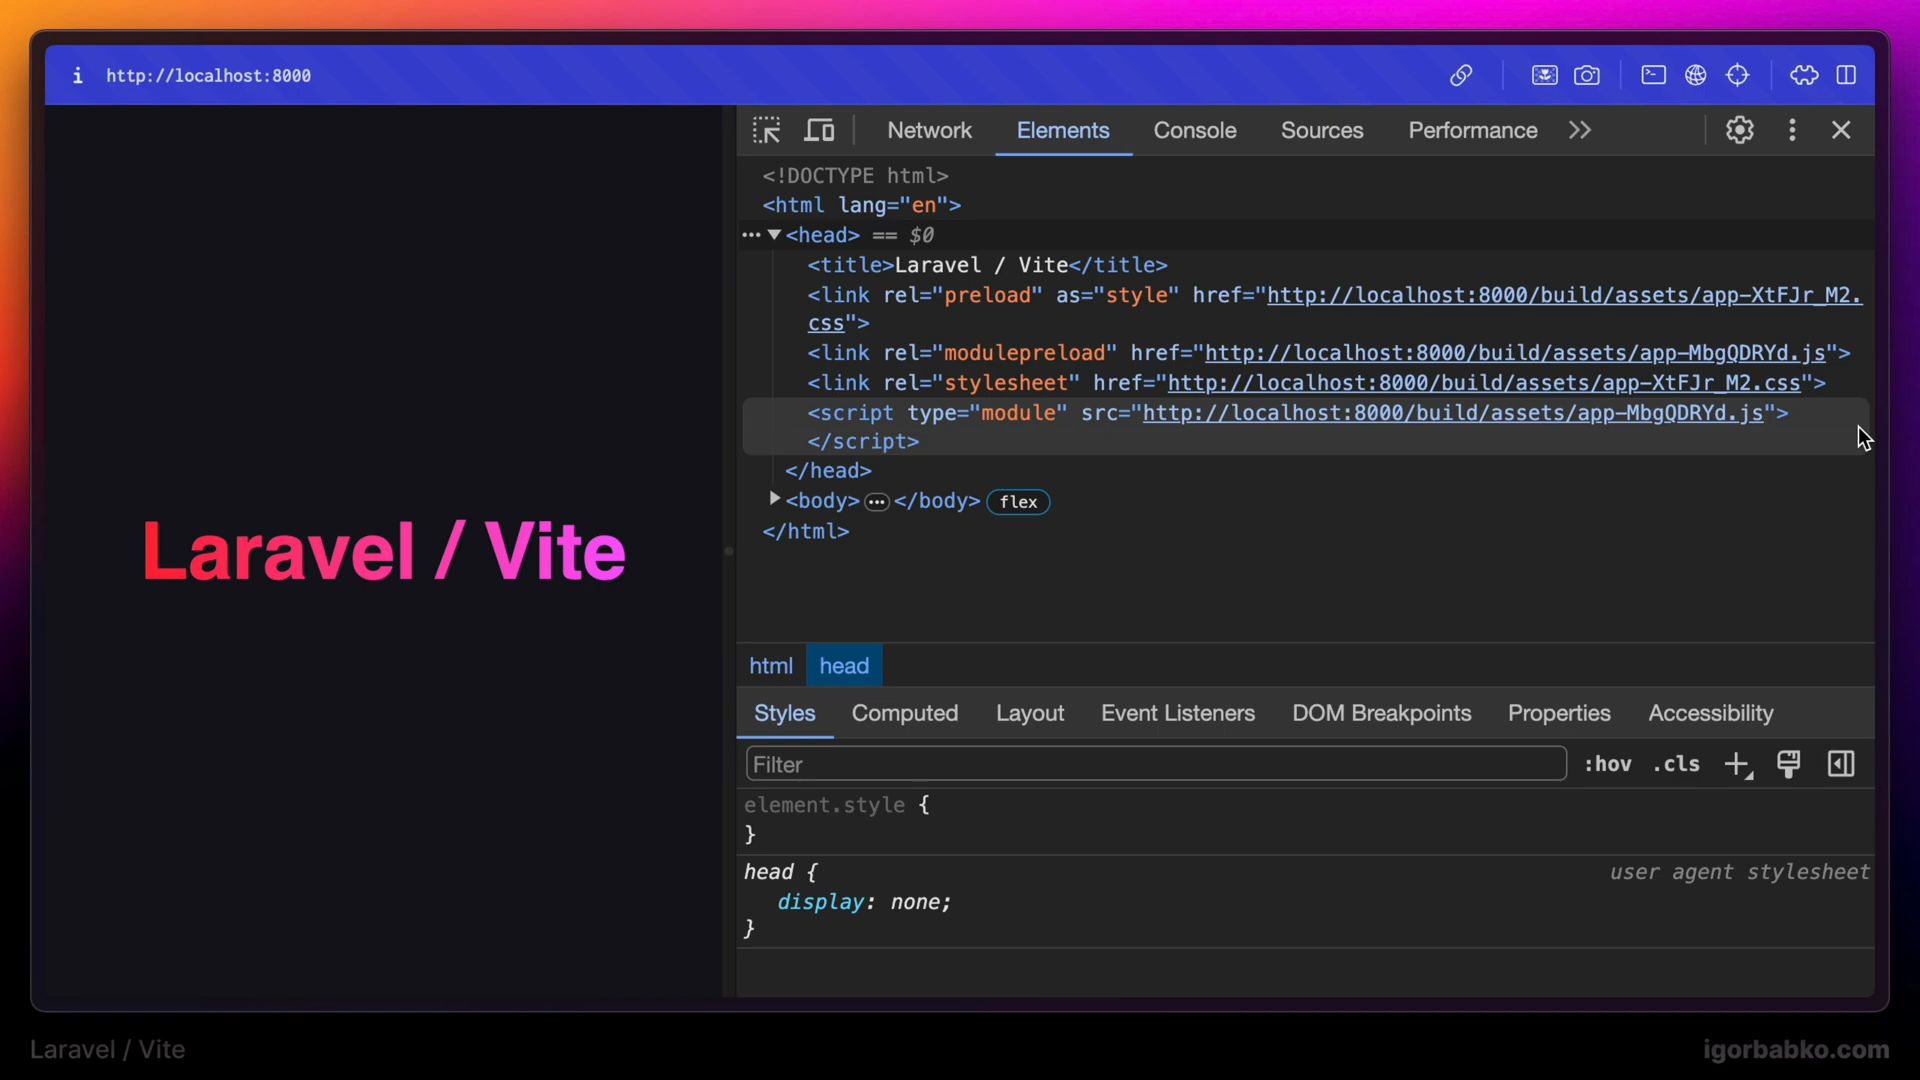 i http://localhost:8000
Network Elements Console Sources Performance
<!DOCTYPE html>
<html lang="en">
<head> == $0
<title>Laravel / Vite</title>
<link rel="preload" as="style" href="http://localhost:8000/build/assets/app-XtFJr_M2.
css">
<link rel="modulepreload" href="http://localhost:8000/build/assets/app-MbgQDRYd.js">
<link rel="stylesheet" href="http://localhost:8000/build/assets/app-XtFJr_M2.css">
<script type="module" src="http://localhost:8000/build/assets/app-MbgQDRYd.js">
</script>
</head>
<body> ••• </body> flex
</html>
Laravel / Vite
html head
Styles Computed Layout Event Listeners DOM Breakpoints Properties Accessibility
Filter :hov .cls
element.style {
}
head { user agent stylesheet
display: none;
}
Laravel / Vite igorbabko.com